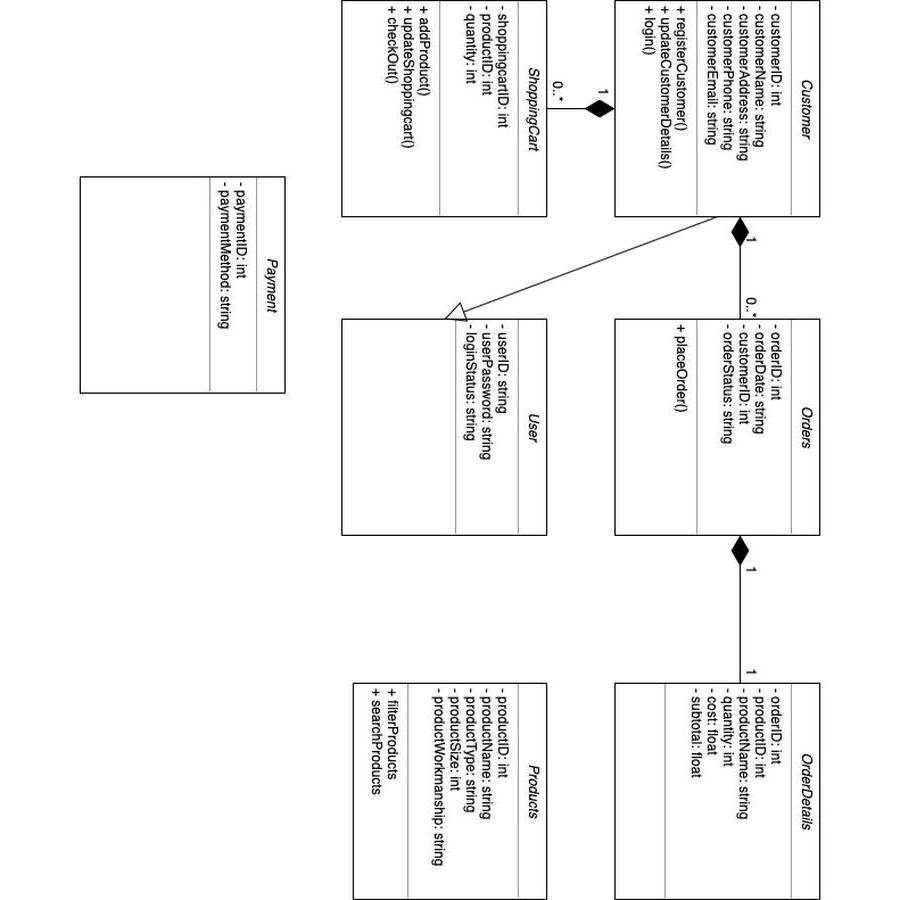 Customer
- customerID: int
- customerName: string
- customerAddress: string
- customerPhone: string
- customerEmail: string
+ registerCustomer()
+ updateCustomerDetails()
+ login()
1
0..*
Orders
- orderID: int
- orderDate: string
- customerID: int
- orderStatus: string
+ placeOrder()
1
1
OrderDetails
- orderID: int
- productID: int
- productName: string
- quantity: int
- cost: float
- subtotal: float
1
0..*
ShoppingCart
- shoppingcartID: int
- productID: int
- quantity: int
+ addProduct()
+ updateShoppingcart()
+ checkOut()
User
- userID: string
- userPassword: string
- loginStatus: string
Products
- productID: int
- productName: string
- productType: string
- productSize: int
- productWorkmanship: string
+ filterProducts
+ searchProducts
Payment
- paymentID: int
- paymentMethod: string